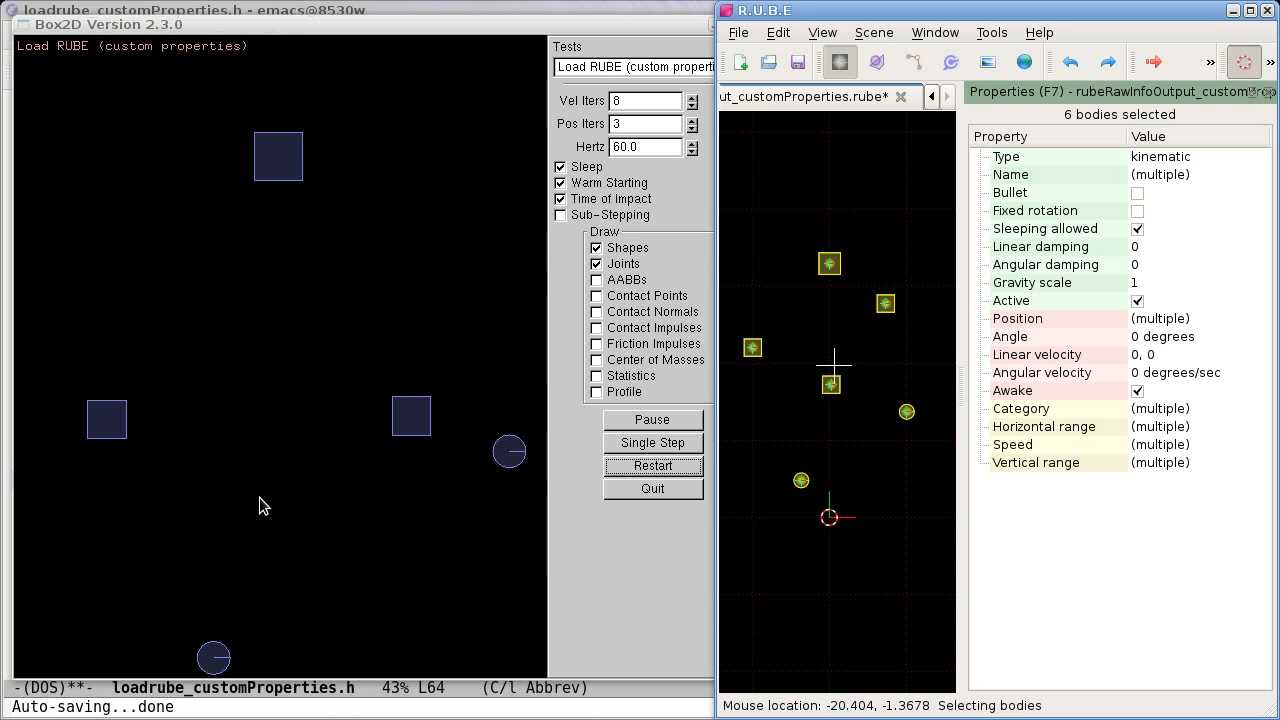 loadrube_customProperties.h - emacs@8530w
Box2D Version 2.3.0
Load RUBE (custom properties)
Tests
Load RUBE (custom properti
Vel Iters 8
Pos Iters 3
Hertz 60.0
Sleep
Warm Starting
Time of Impact
Sub-Stepping
Draw
Shapes
Joints
AABBs
Contact Points
Contact Normals
Contact Impulses
Friction Impulses
Center of Masses
Statistics
Profile
Pause
Single Step
Restart
Quit
-(DOS)**- loadrube_customProperties.h 43% L64 (C/l Abbrev)
Auto-saving...done
R.U.B.E
File Edit View Scene Window Tools Help
» »
ut_customProperties.rube*
Properties (F7) - rubeRawInfoOutput_customProp
6 bodies selected
Property Value
Type kinematic
Name (multiple)
Bullet
Fixed rotation
Sleeping allowed
Linear damping 0
Angular damping 0
Gravity scale 1
Active
Position (multiple)
Angle 0 degrees
Linear velocity 0, 0
Angular velocity 0 degrees/sec
Awake
Category (multiple)
Horizontal range (multiple)
Speed (multiple)
Vertical range (multiple)
Mouse location: -20.404, -1.3678 Selecting bodies